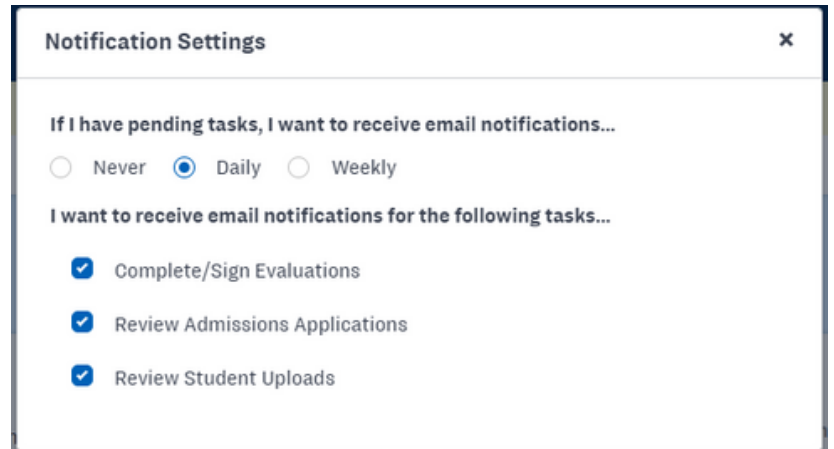 Notification Settings
If I have pending tasks, I want to receive email notifications...
Never Daily Weekly
I want to receive email notifications for the following tasks...
Complete/Sign Evaluations
Review Admissions Applications
Review Student Uploads